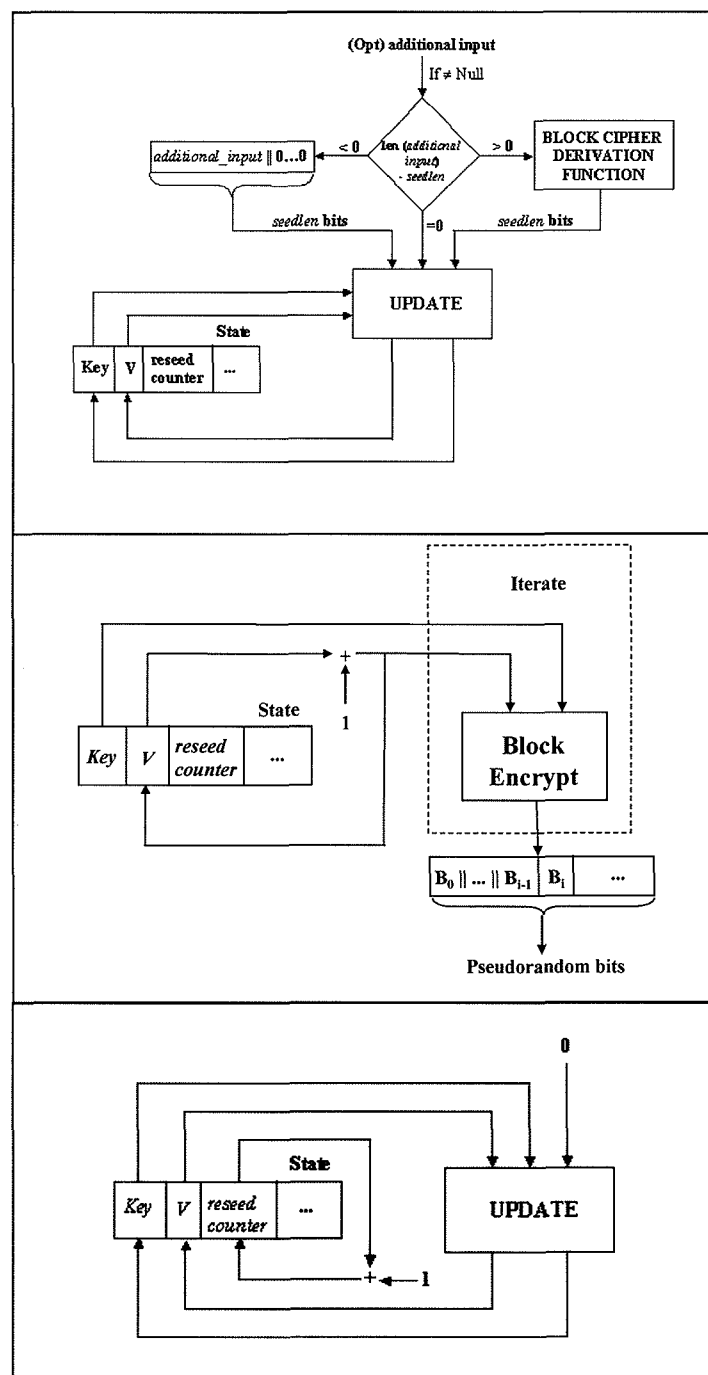 (Opt) additional input
If ≠ Null
< 0
len (additional
input)
- seedlen
> 0
=0
additional_input || 0...0
BLOCK CIPHER
DERIVATION
FUNCTION
seedlen bits
seedlen bits
UPDATE
State
Key
V
reseed
counter
...
Iterate
+
1
State
Key
V
reseed
counter
...
Block
Encrypt
B0 || ... || Bi-1
Bi
...
Pseudorandom bits
0
State
Key
V
reseed
counter
...
UPDATE
+
1